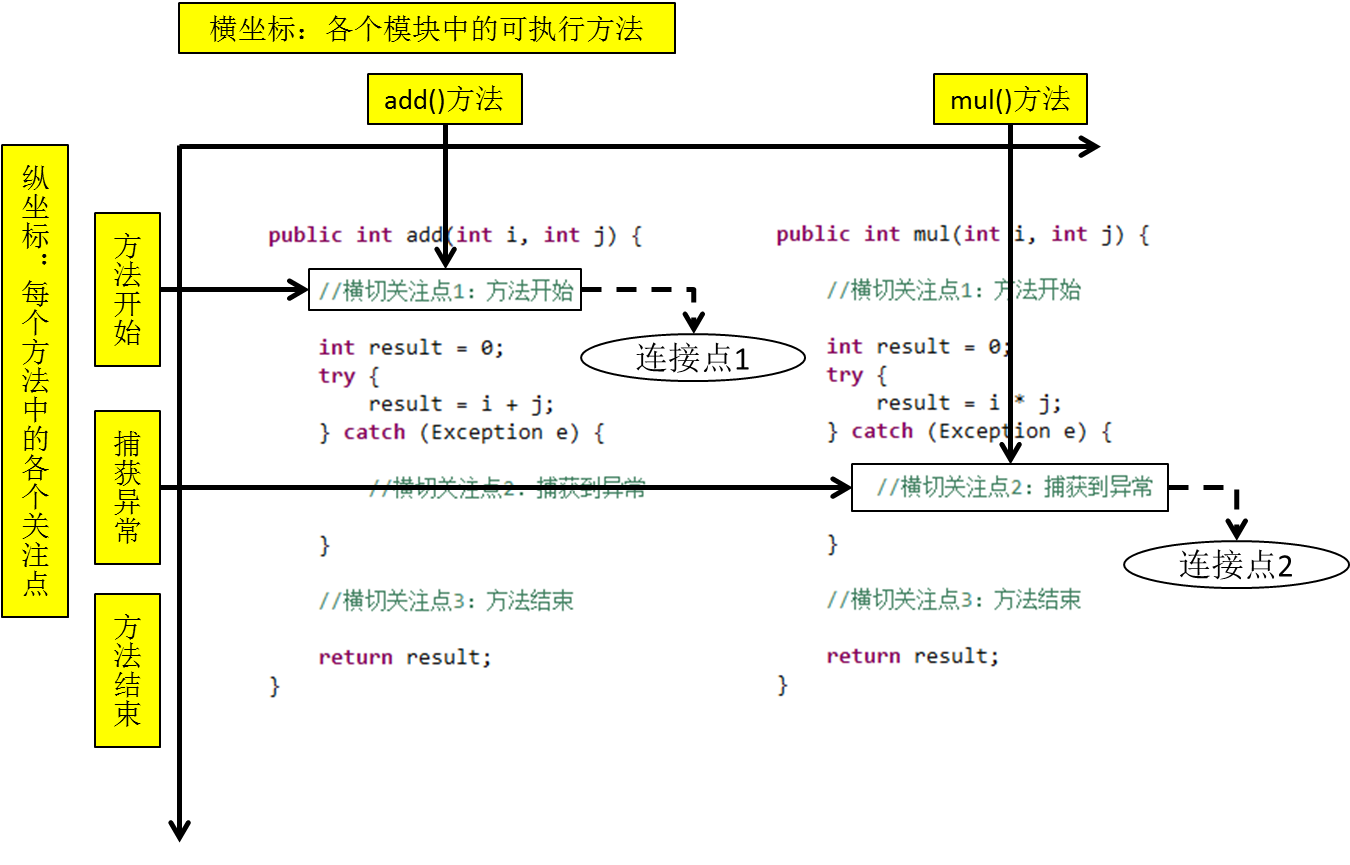 横坐标：各个模块中的可执行方法
add()方法
mul()方法
纵坐标：每个方法中的各个关注点
方法开始
捕获异常
方法结束
public int add(int i, int j) {
//横切关注点1：方法开始
int result = 0;
try {
result = i + j;
} catch (Exception e) {
//横切关注点2：捕获到异常
}
//横切关注点3：方法结束
return result;
}
连接点1
public int mul(int i, int j) {
//横切关注点1：方法开始
int result = 0;
try {
result = i * j;
} catch (Exception e) {
//横切关注点2：捕获到异常
}
//横切关注点3：方法结束
return result;
}
连接点2